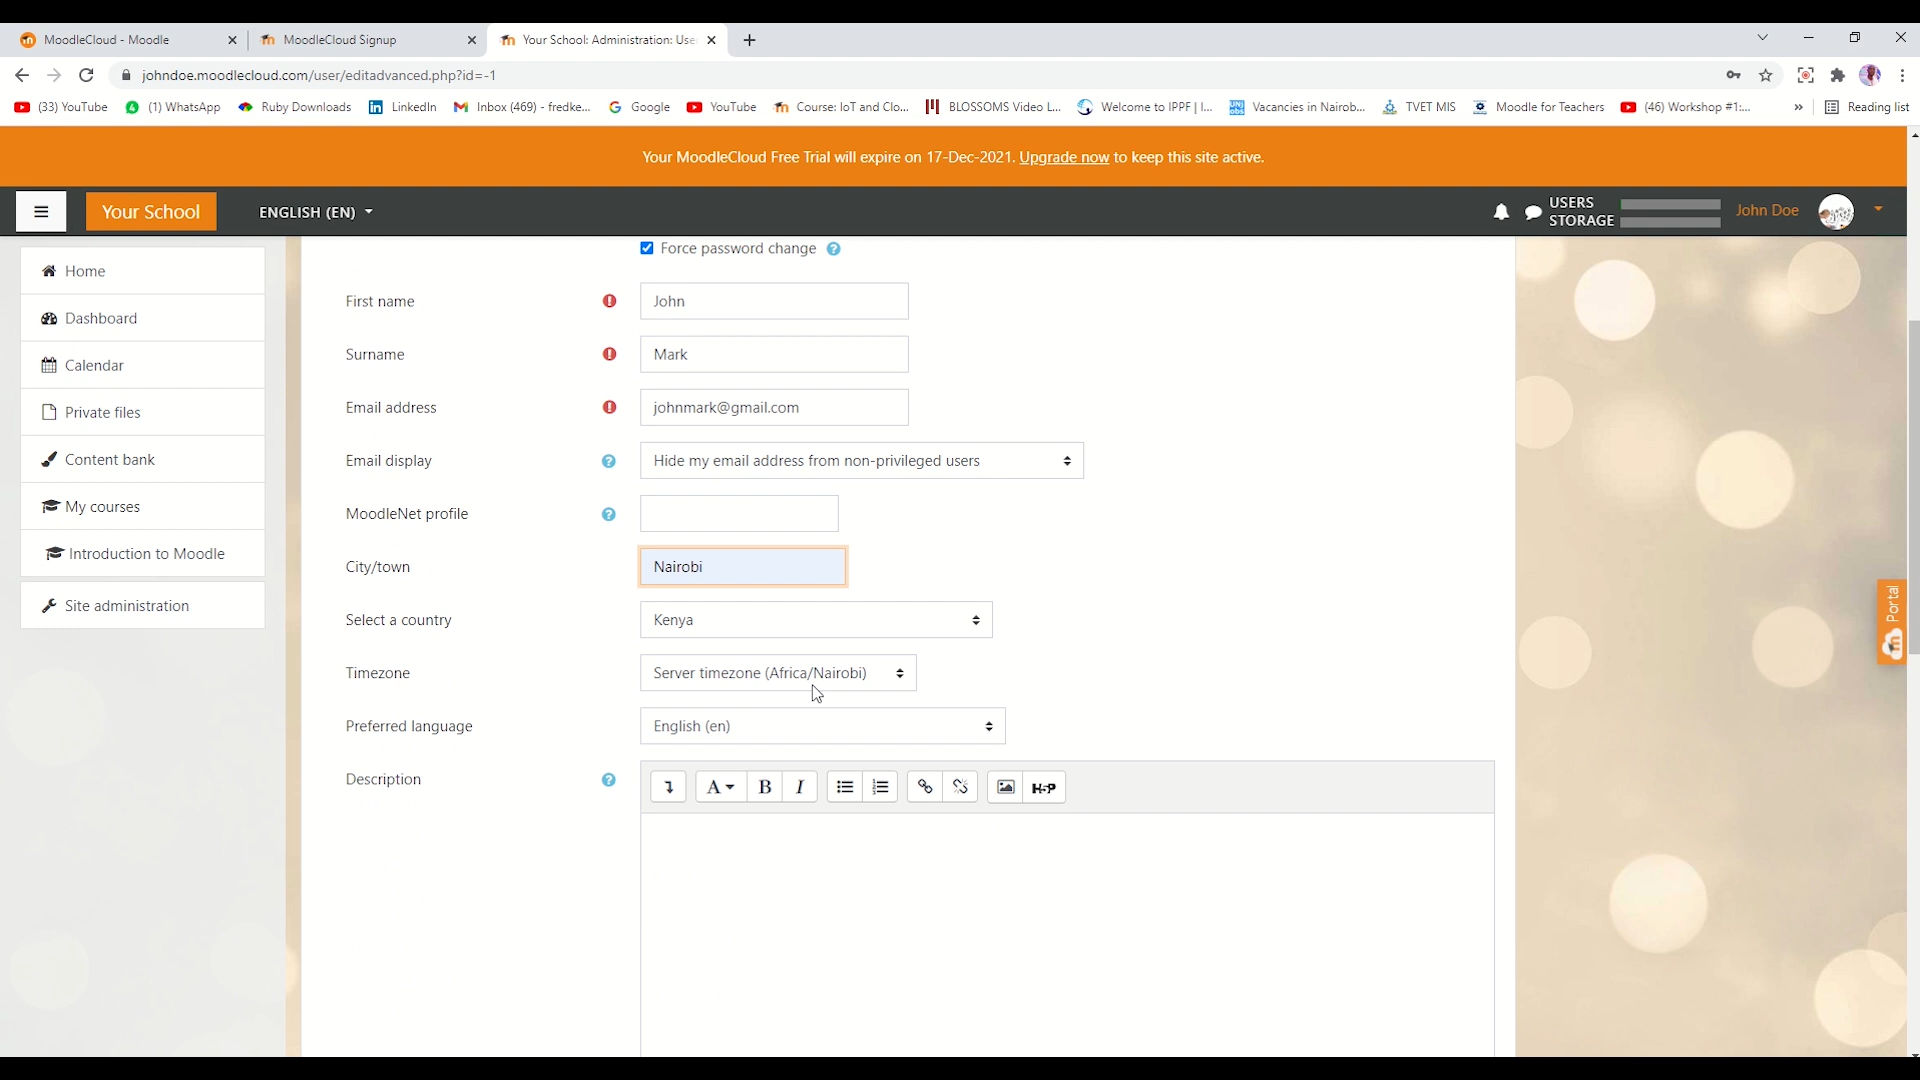 MoodleCloud - Moodle
MoodleCloud Signup
Your School: Administration: Use
johndoe.moodlecloud.com/user/editadvanced.php?id=-1
(33) YouTube
(1) WhatsApp
Ruby Downloads
LinkedIn
Inbox (469) - fredke...
Google
YouTube
Course: IoT and Clo...
BLOSSOMS Video L...
Welcome to IPPF | I...
Vacancies in Nairob...
TVET MIS
Moodle for Teachers
(46) Workshop #1:...
»
Reading list
Your MoodleCloud Free Trial will expire on 17-Dec-2021. Upgrade now to keep this site active.
Your School
ENGLISH (EN)
USERS
STORAGE
John Doe
Home
Dashboard
Calendar
Private files
Content bank
My courses
Introduction to Moodle
Site administration
Force password change
First name
John
Surname
Mark
Email address
johnmark@gmail.com
Email display
Hide my email address from non-privileged users
MoodleNet profile
City/town
Nairobi
Select a country
Kenya
Timezone
Server timezone (Africa/Nairobi)
Preferred language
English (en)
Description
A B I
H5P
Portal